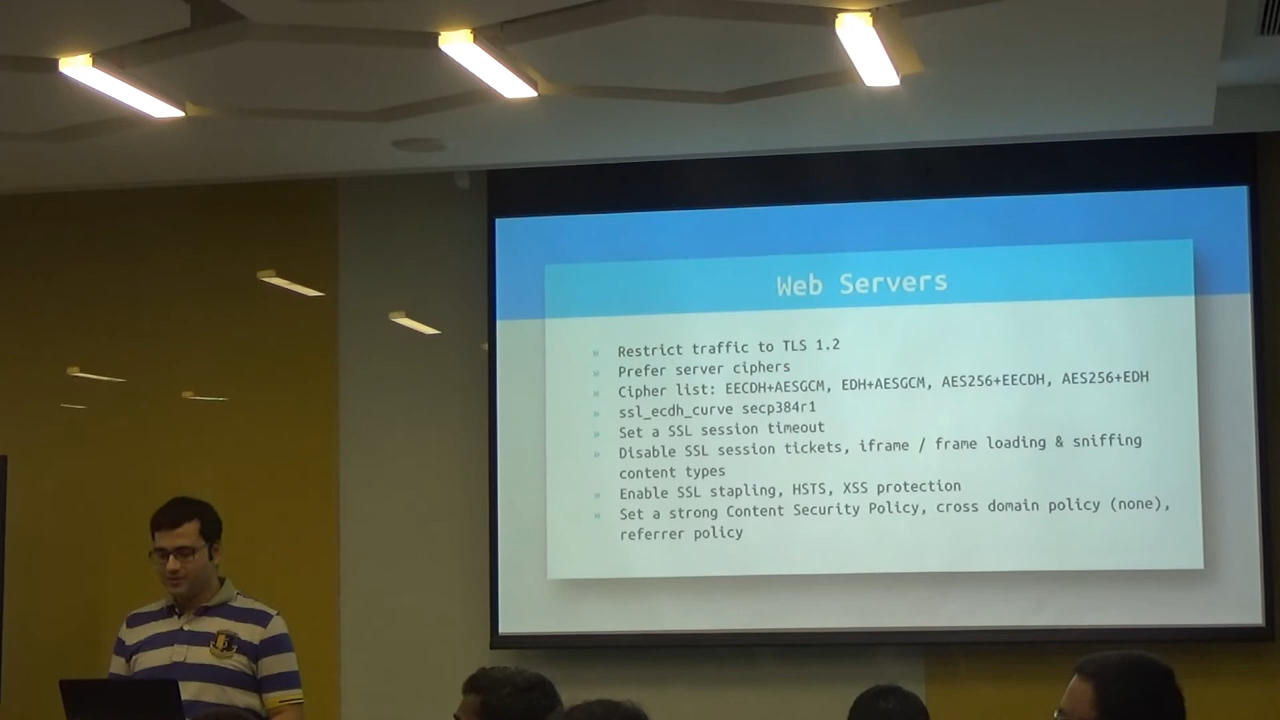 Web Servers
» Restrict traffic to TLS 1.2
» Prefer server ciphers
» Cipher list: EECDH+AESGCM, EDH+AESGCM, AES256+EECDH, AES256+EDH
» ssl_ecdh_curve secp384r1
» Set a SSL session timeout
» Disable SSL session tickets, iframe / frame loading & sniffing
content types
» Enable SSL stapling, HSTS, XSS protection
» Set a strong Content Security Policy, cross domain policy (none),
referrer policy